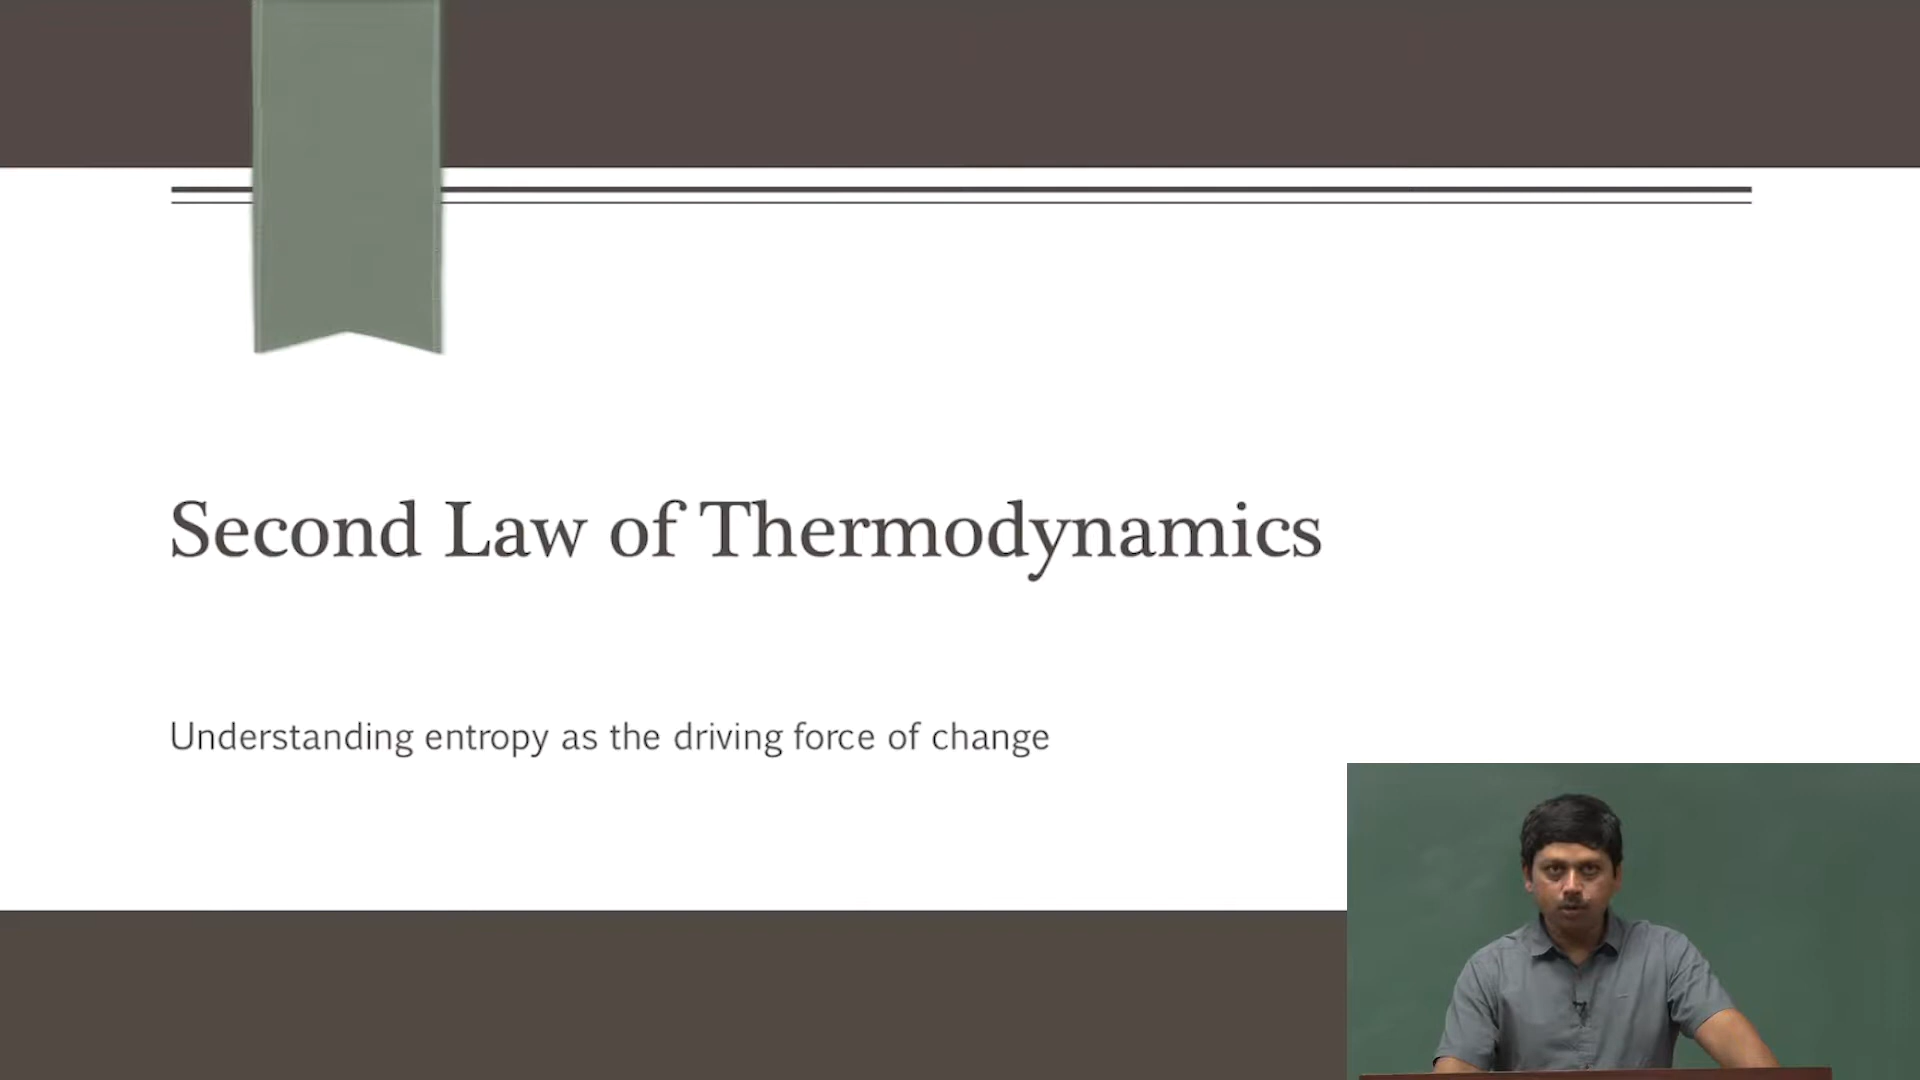 Second Law of Thermodynamics
Understanding entropy as the driving force of change